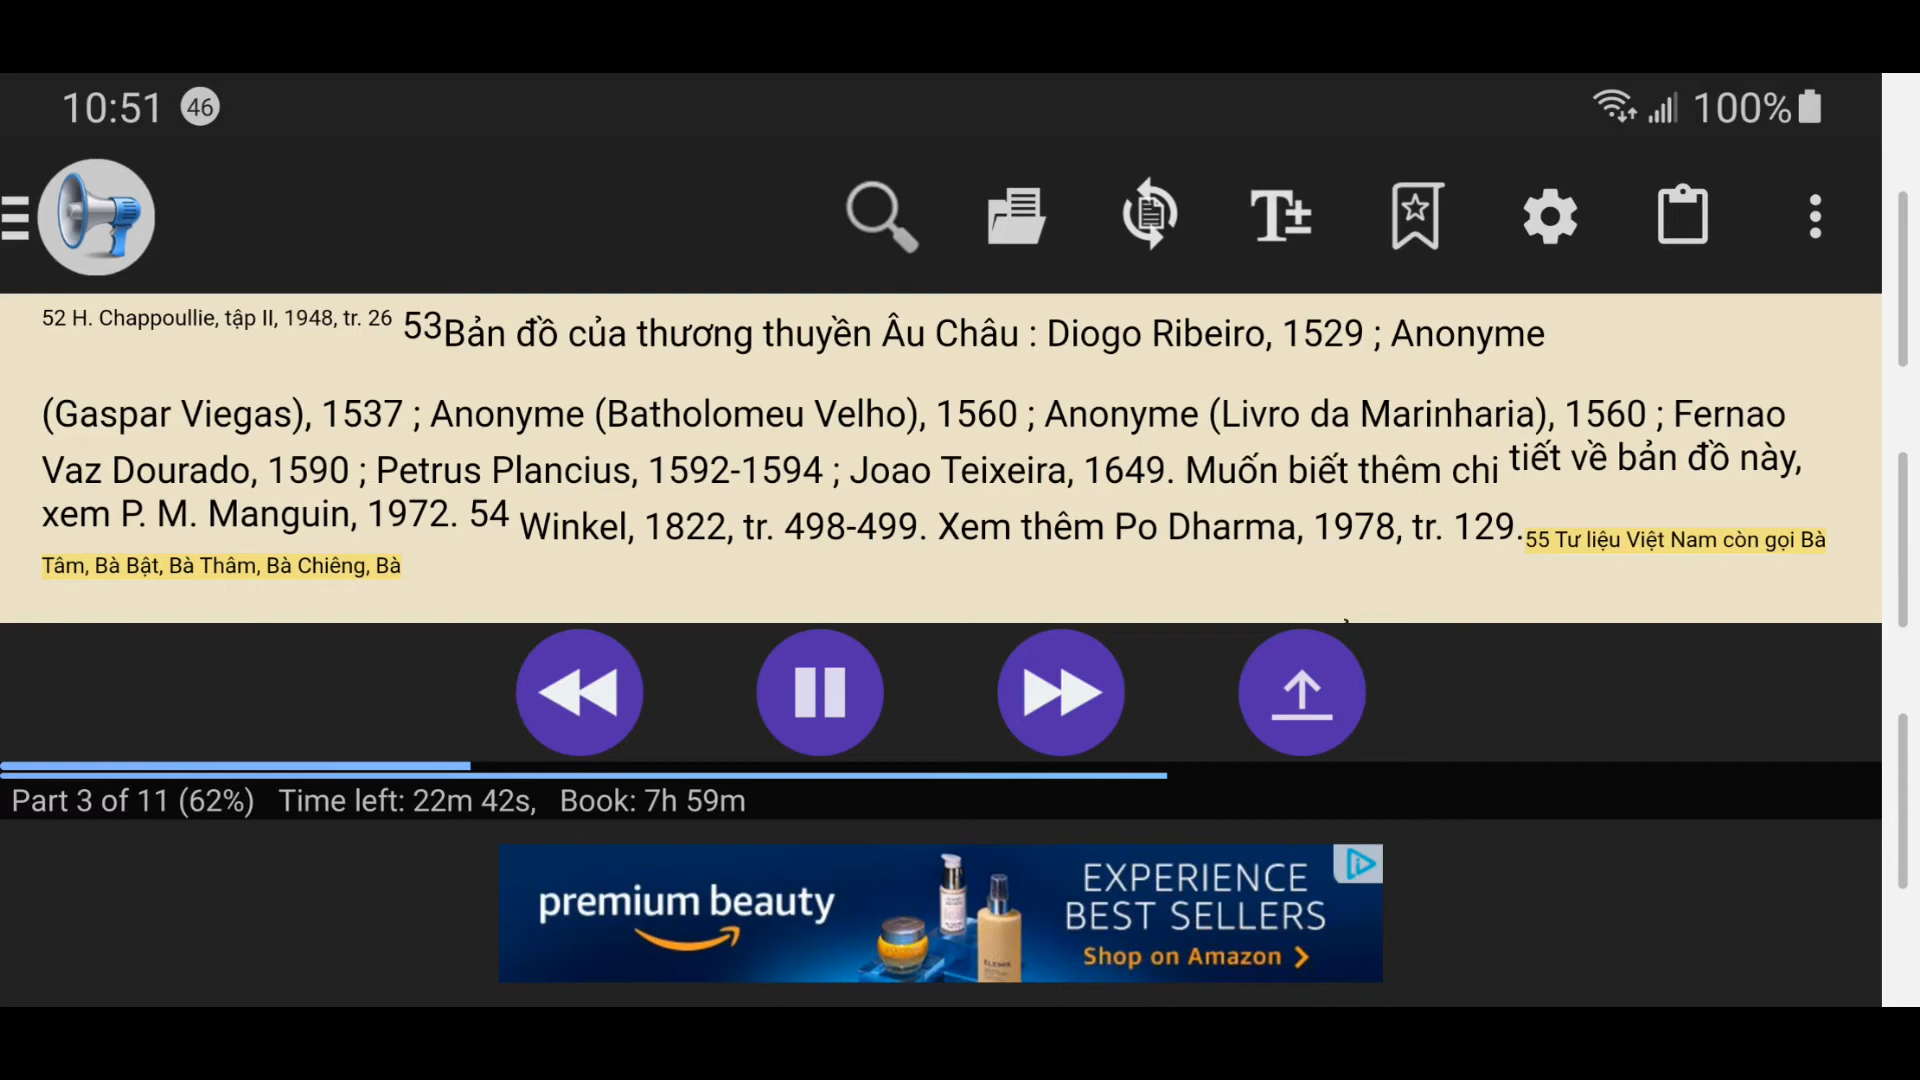 10:51 46 100%
T±
52 H. Chappoullie, tập II, 1948, tr. 26 53Bản đồ của thương thuyền Âu Châu : Diogo Ribeiro, 1529 ; Anonyme
(Gaspar Viegas), 1537 ; Anonyme (Batholomeu Velho), 1560 ; Anonyme (Livro da Marinharia), 1560 ; Fernao
Vaz Dourado, 1590 ; Petrus Plancius, 1592-1594 ; Joao Teixeira, 1649. Muốn biết thêm chi tiết về bản đồ này,
xem P. M. Manguin, 1972. 54 Winkel, 1822, tr. 498-499. Xem thêm Po Dharma, 1978, tr. 129.55 Tư liệu Việt Nam còn gọi Bà
Tâm, Bà Bật, Bà Thâm, Bà Chiêng, Bà
Part 3 of 11 (62%) Time left: 22m 42s, Book: 7h 59m
premium beauty
EXPERIENCE
BEST SELLERS
Shop on Amazon
ELEMIS